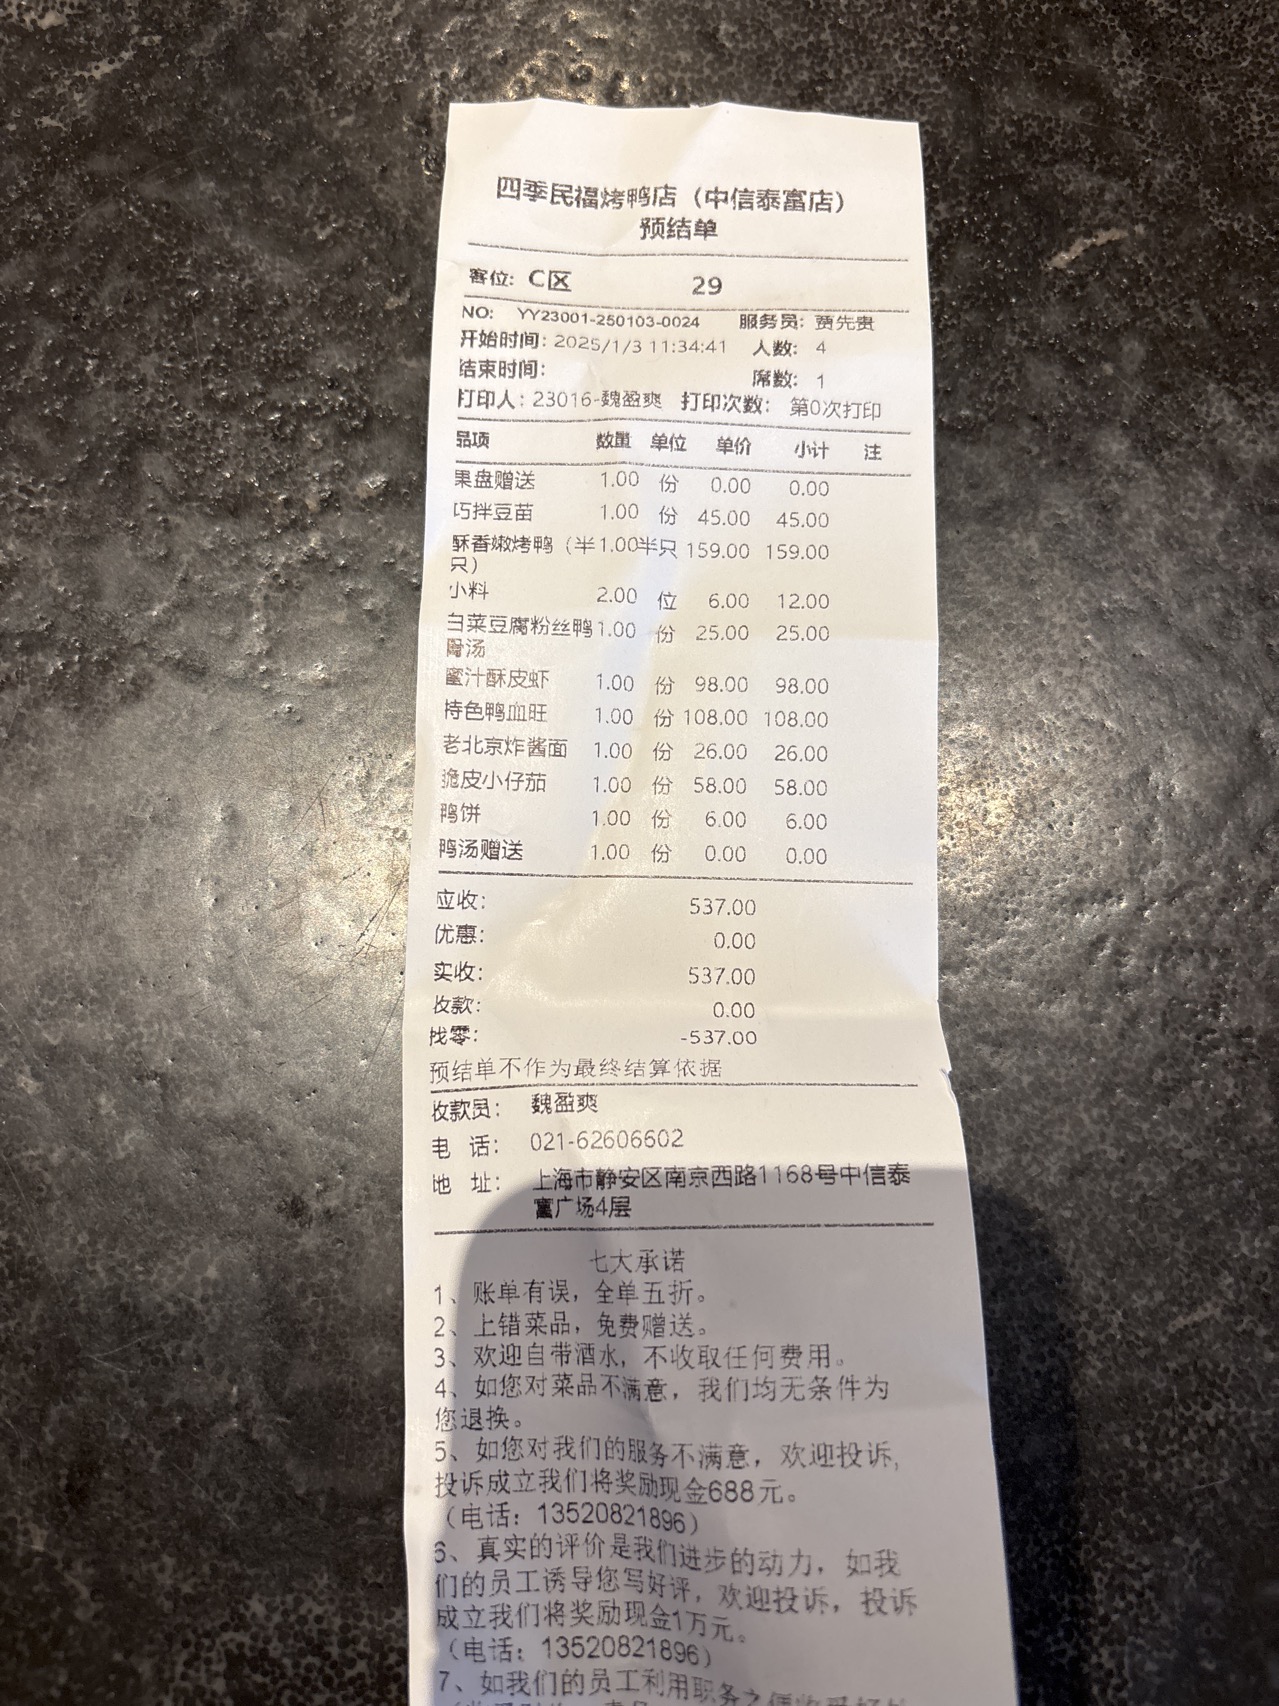 四季民福烤鸭店（中信泰富店）
预结单
客位: C区 29
NO: YY23001-250103-0024 服务员: 贾先贵
开始时间: 2025/1/3 11:34:41 人数: 4
结束时间: 席数: 1
打印人: 23016-魏盈爽 打印次数: 第0次打印
品项 数量 单位 单价 小计 注
果盘赠送 1.00 份 0.00 0.00
巧拌豆苗 1.00 份 45.00 45.00
酥香嫩烤鸭（半 1.00 半只 159.00 159.00
只）
小料 2.00 位 6.00 12.00
白菜豆腐粉丝鸭 1.00 份 25.00 25.00
骨汤
蜜汁酥皮虾 1.00 份 98.00 98.00
特色鸭血旺 1.00 份 108.00 108.00
老北京炸酱面 1.00 份 26.00 26.00
脆皮小仔茄 1.00 份 58.00 58.00
鸭饼 1.00 份 6.00 6.00
鸭汤赠送 1.00 份 0.00 0.00
应收: 537.00
优惠: 0.00
实收: 537.00
收款: 0.00
找零: -537.00
预结单不作为最终结算依据
收款员: 魏盈爽
电 话: 021-62606602
地 址: 上海市静安区南京西路1168号中信泰
富广场4层
七大承诺
1、账单有误，全单五折。
2、上错菜品，免费赠送。
3、欢迎自带酒水，不收取任何费用。
4、如您对菜品不满意，我们均无条件为
您退换。
5、如您对我们的服务不满意，欢迎投诉，
投诉成立我们将奖励现金688元。
（电话：13520821896）
6、真实的评价是我们进步的动力，如我
们的员工诱导您写好评，欢迎投诉，投诉
成立我们将奖励现金1万元。
（电话：13520821896）
7、如我们的员工利用职务之便收受好处